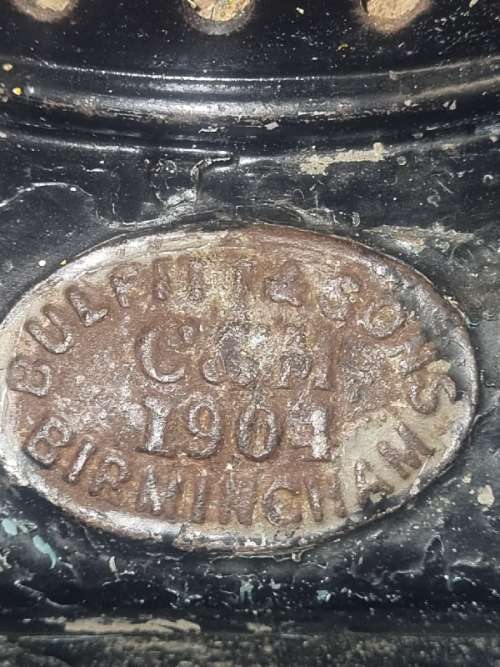 BULPITT & SONS
C & M
1904
BIRMINGHAM